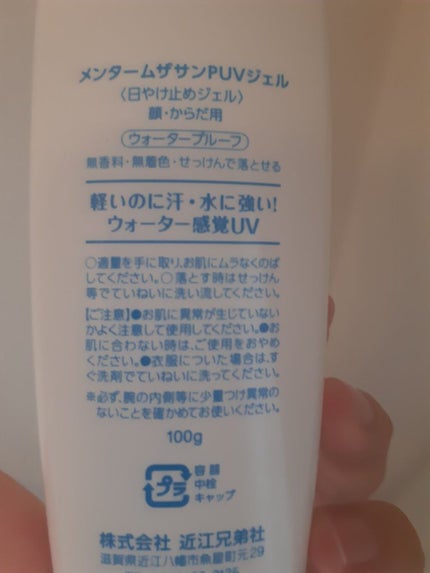 メンタームザサンPUVジェル
〈日やけ止めジェル〉
顔・からだ用
ウォータープルーフ
無香料・無着色・せっけんで落とせる
軽いのに汗・水に強い!
ウォーター感覚UV
○適量を手に取り、お肌にムラなくのば
してください。○落とす時はせっけん
等でていねいに洗い流してください。
【ご注意】●お肌に異常が生じていない
かよく注意して使用してください。●お
肌に合わない時は、ご使用をおやめ
ください。●衣服についた場合は、す
ぐ洗剤でていねいに洗ってください。
※必ず、腕の内側等に少量つけ異常の
ないことを確かめてお使いください。
100g
プラ
容器
中栓
キャップ
株式会社 近江兄弟社
滋賀県近江八幡市魚屋町元29